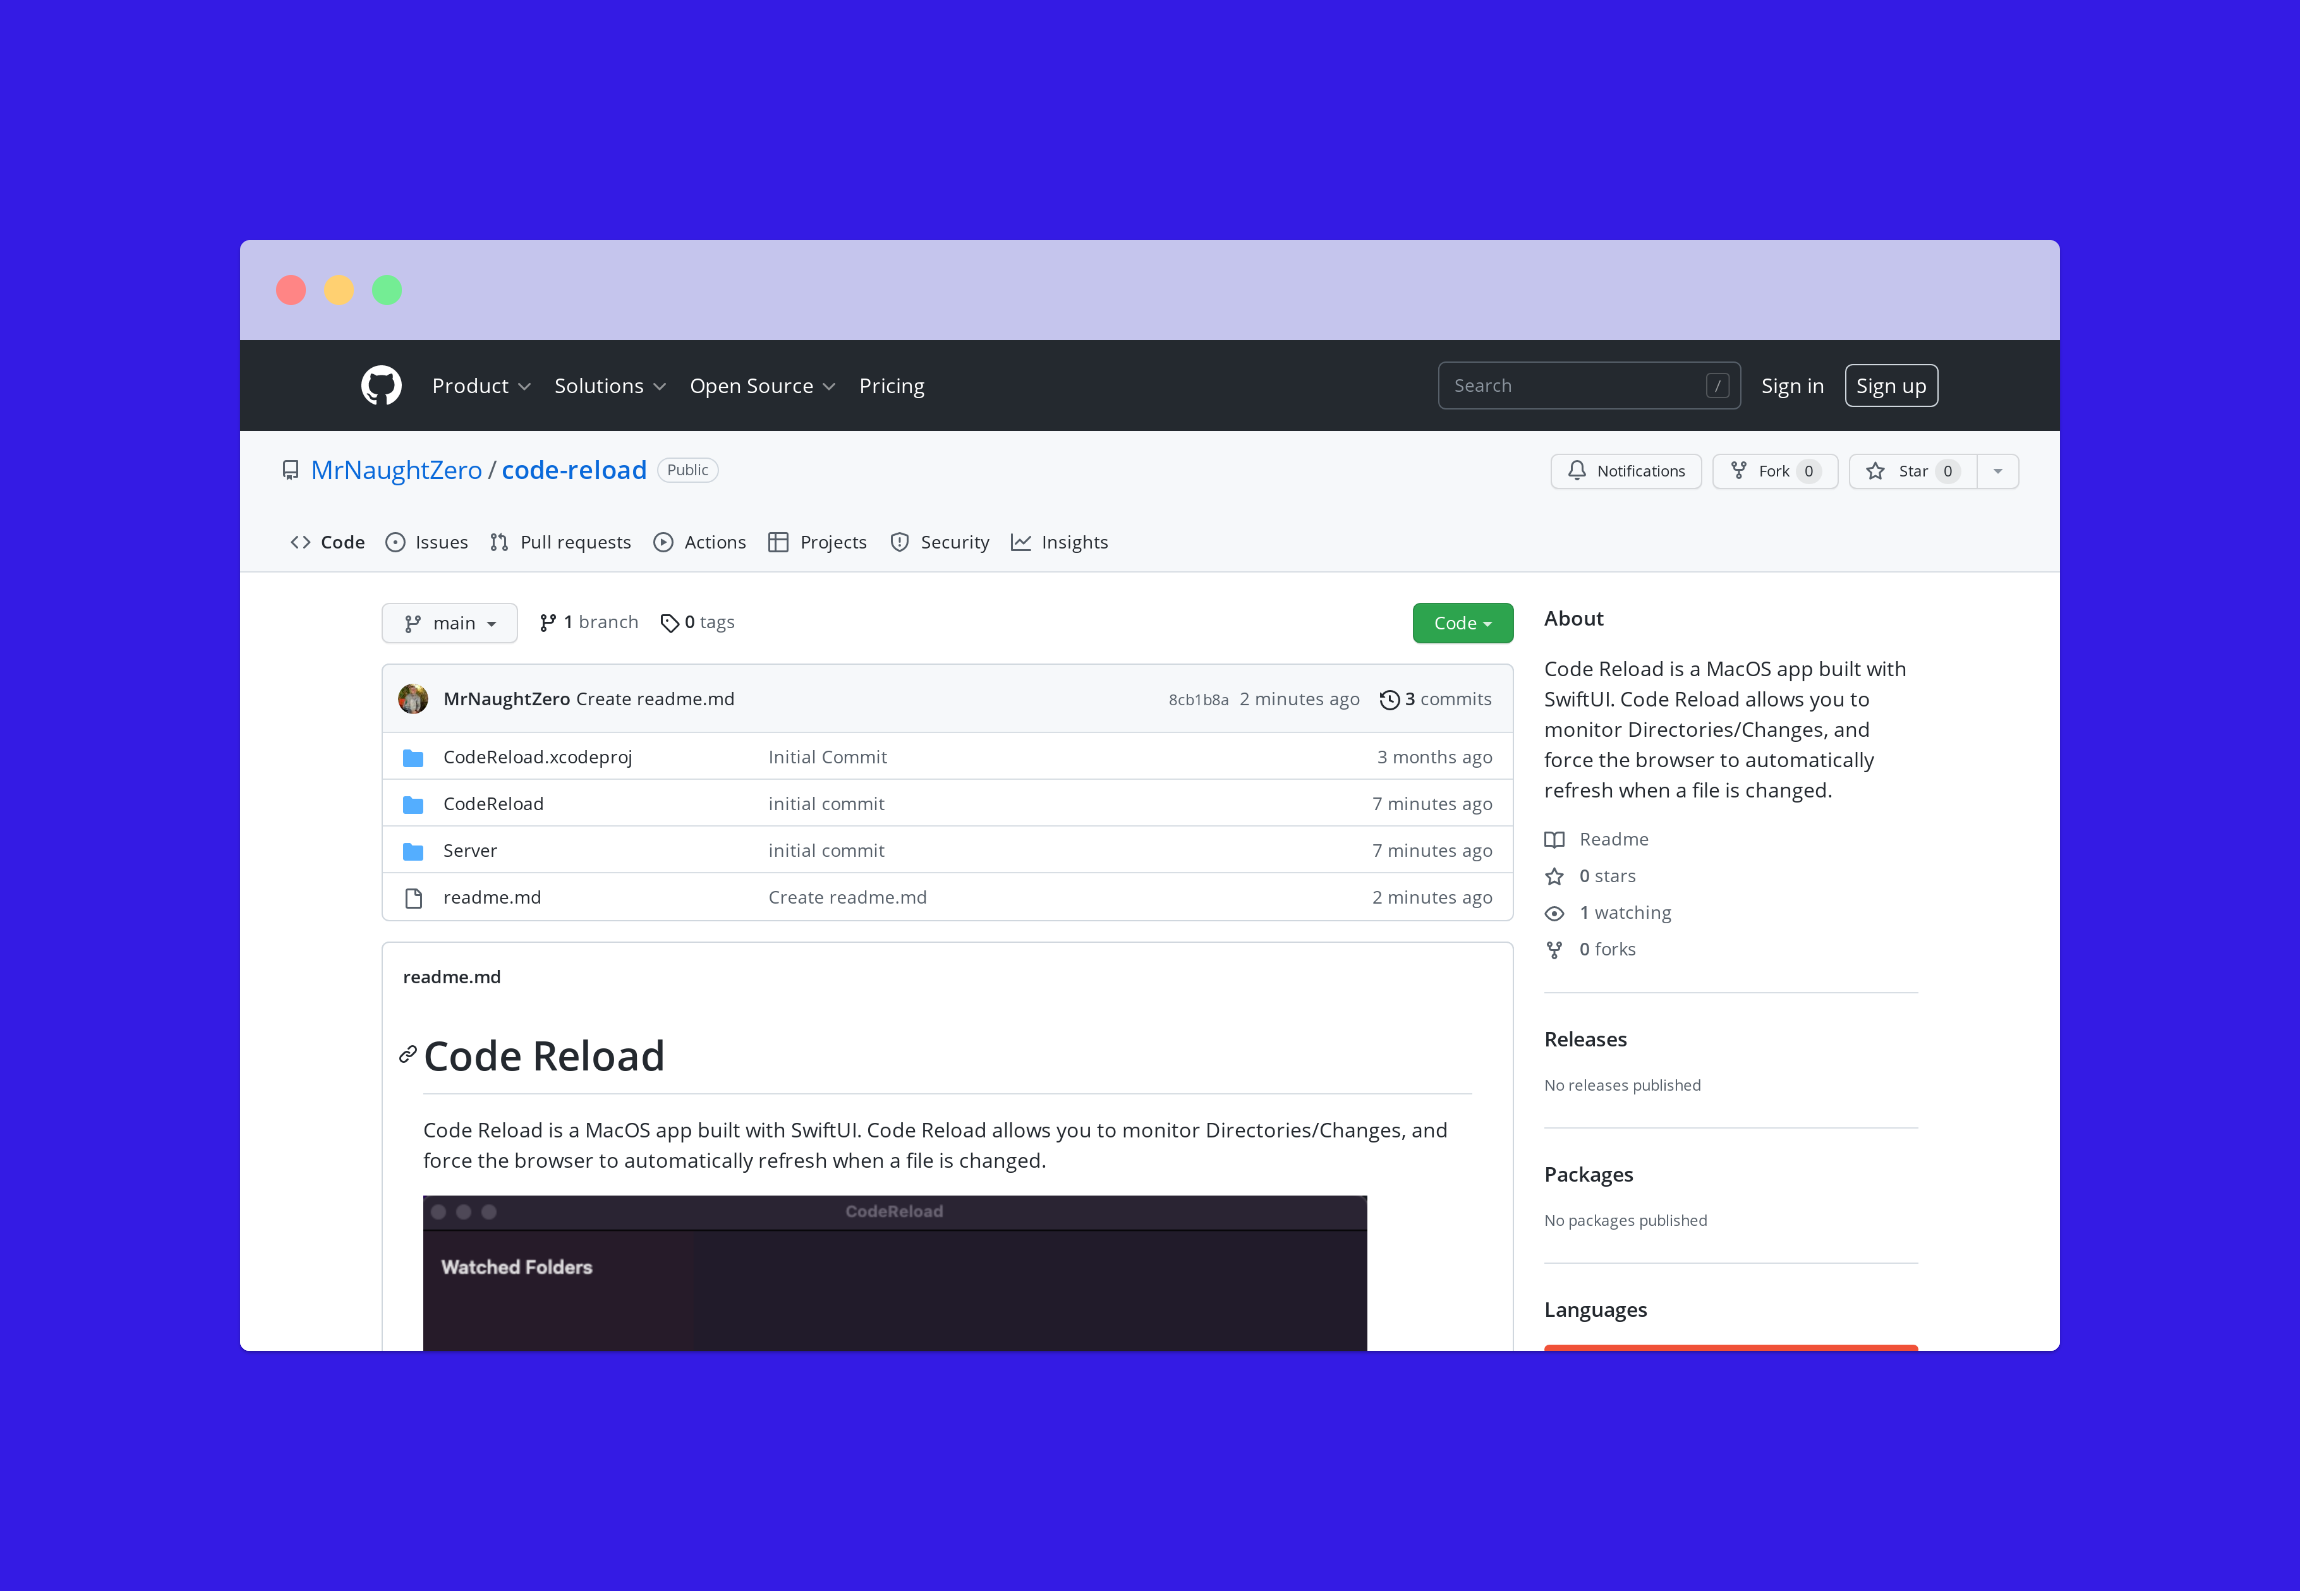 Product Solutions Open Source Pricing Search / Sign in Sign up
MrNaughtZero / code-reload Public Notifications Fork 0 Star 0
Code Issues Pull requests Actions Projects Security Insights
main 1 branch 0 tags Code
MrNaughtZero Create readme.md 8cb1b8a 2 minutes ago 3 commits
CodeReload.xcodeproj Initial Commit 3 months ago
CodeReload initial commit 7 minutes ago
Server initial commit 7 minutes ago
readme.md Create readme.md 2 minutes ago
readme.md
Code Reload
Code Reload is a MacOS app built with SwiftUI. Code Reload allows you to monitor Directories/Changes, and
force the browser to automatically refresh when a file is changed.
CodeReload
Watched Folders
About
Code Reload is a MacOS app built with
SwiftUI. Code Reload allows you to
monitor Directories/Changes, and
force the browser to automatically
refresh when a file is changed.
Readme
0 stars
1 watching
0 forks
Releases
No releases published
Packages
No packages published
Languages